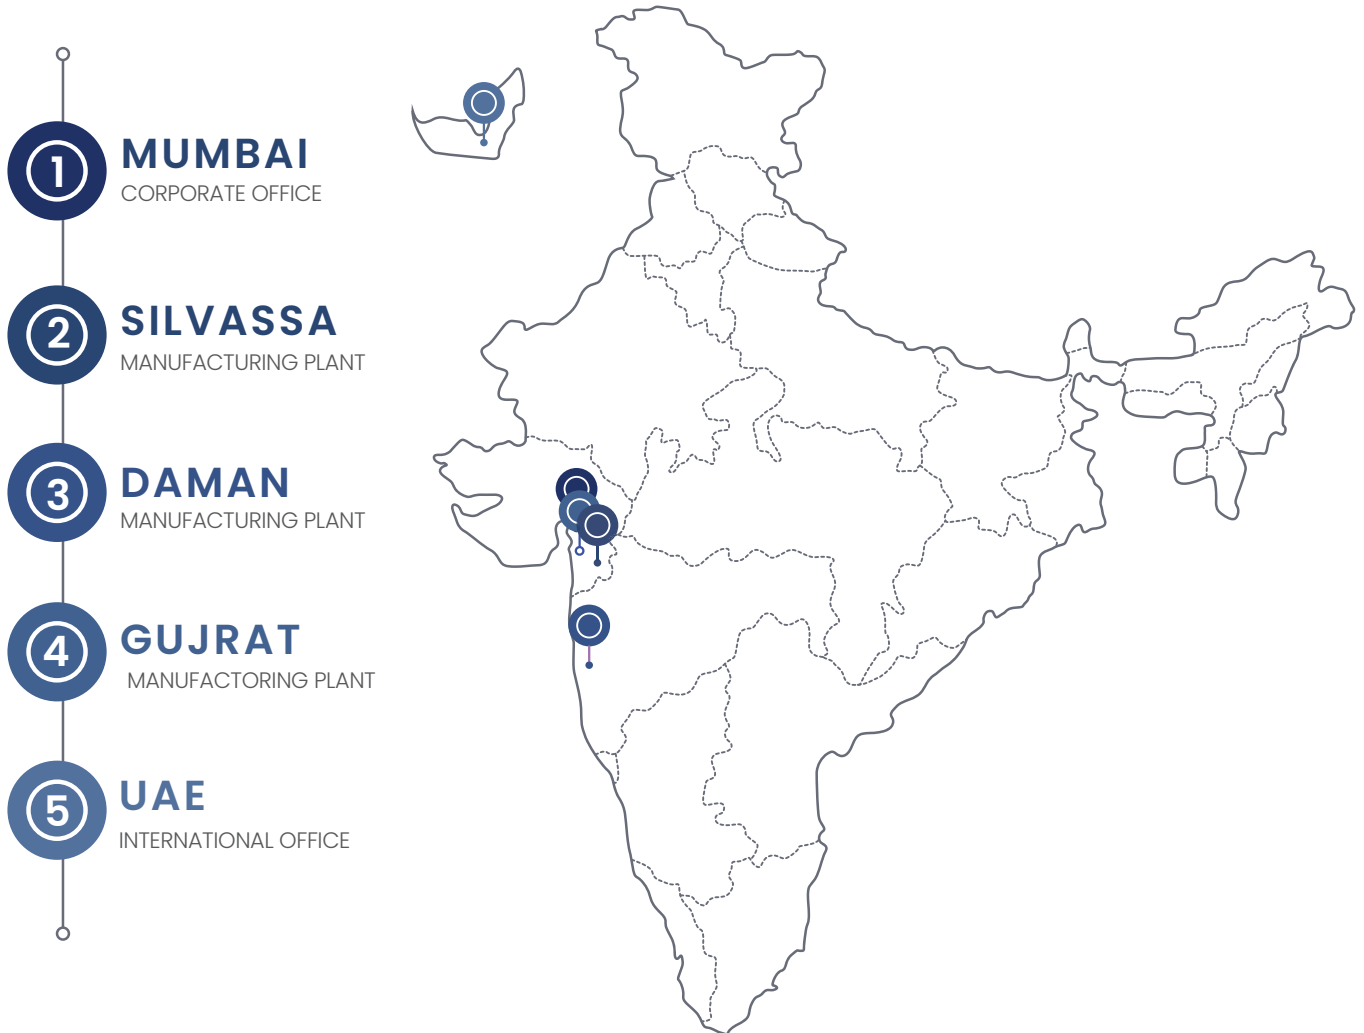 1
MUMBAI
CORPORATE OFFICE
2
SILVASSA
MANUFACTURING PLANT
3
DAMAN
MANUFACTURING PLANT
4
GUJRAT
MANUFACTORING PLANT
5
UAE
INTERNATIONAL OFFICE